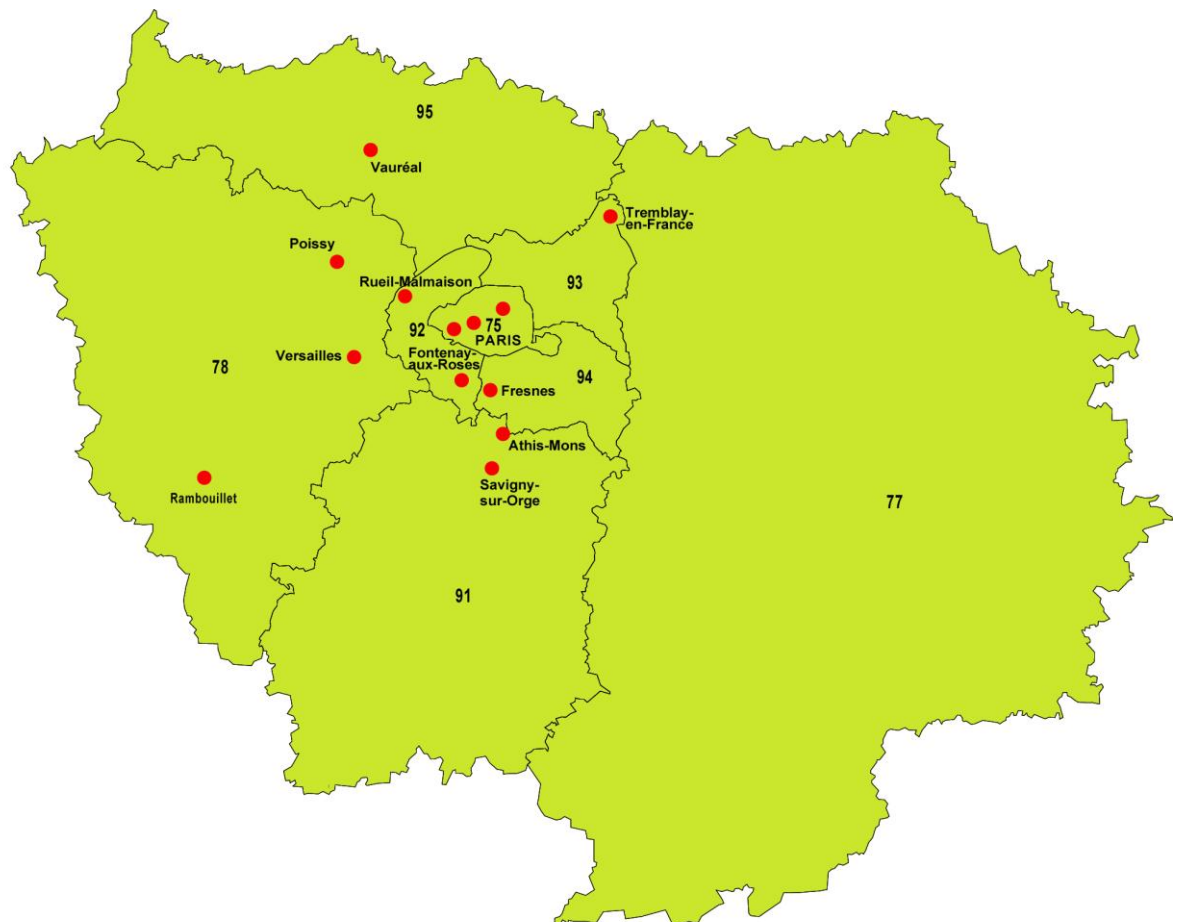 95
Vauréal
Tremblay-
en-France
Poissy
Rueil-Malmaison
93
92
75
PARIS
Versailles
Fontenay-
aux-Roses
78
94
Fresnes
Athis-Mons
Rambouillet
Savigny-
sur-Orge
77
91